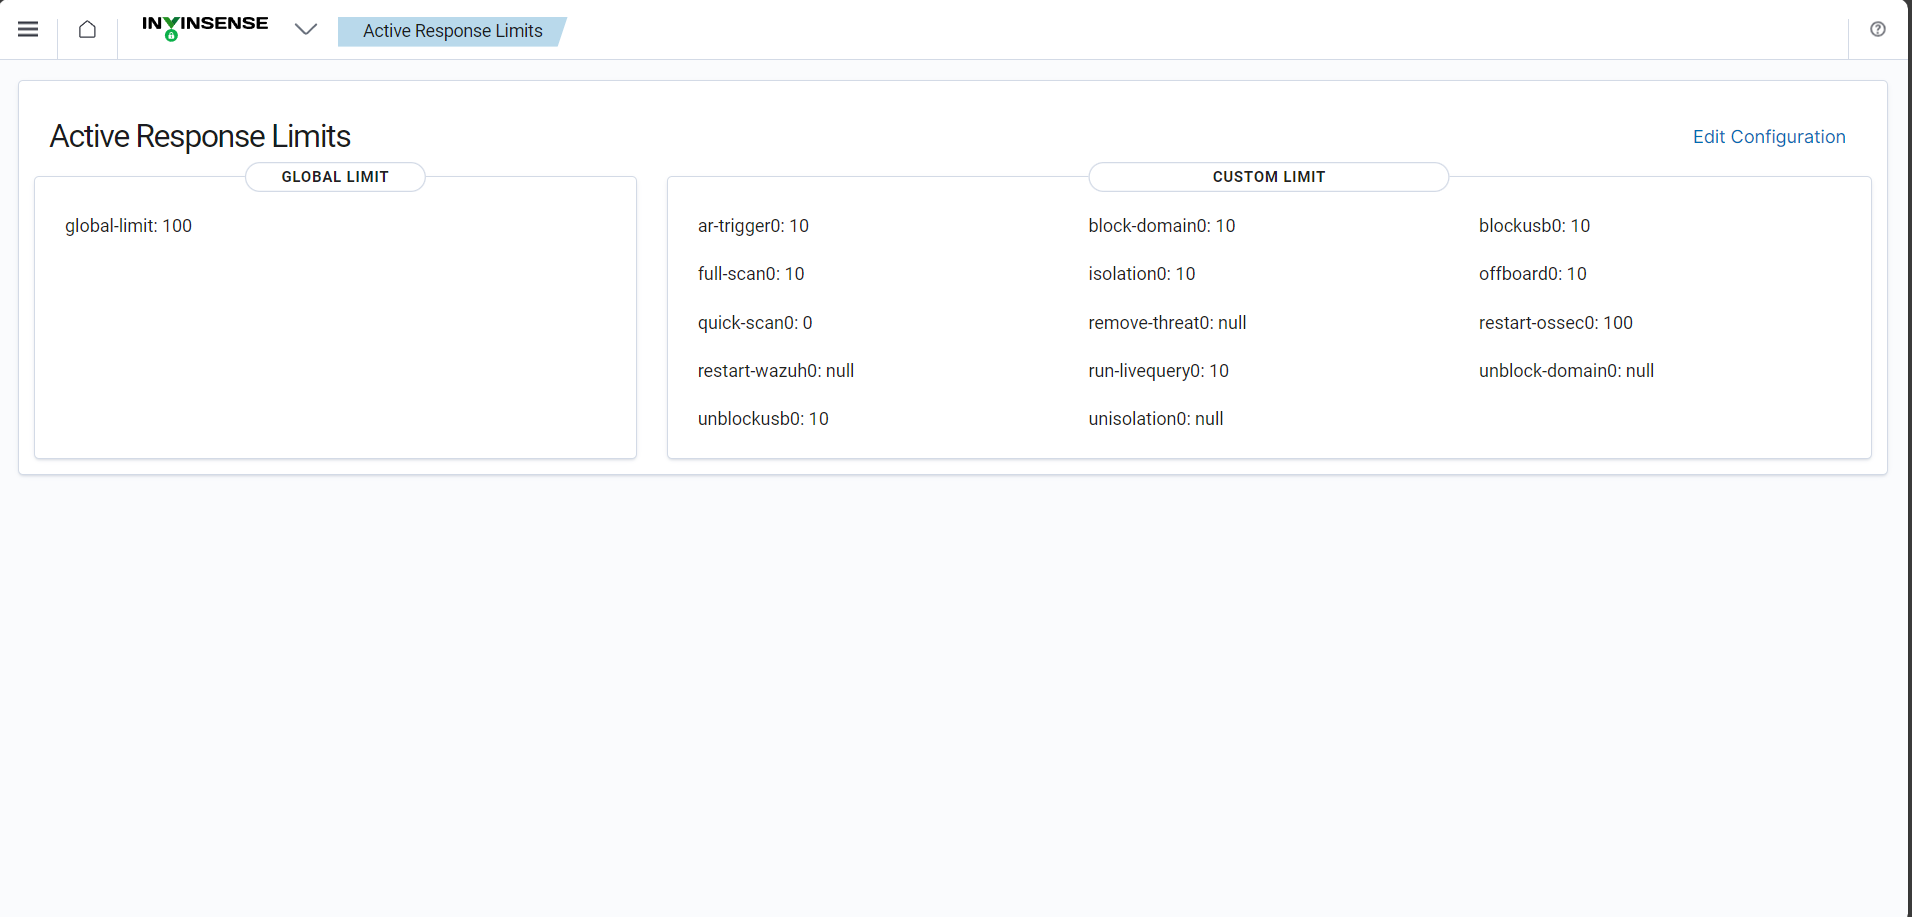 INVINSENSE
Active Response Limits
Active Response Limits
Edit Configuration
GLOBAL LIMIT
global-limit: 100
CUSTOM LIMIT
ar-trigger0: 10
block-domain0: 10
blockusb0: 10
full-scan0: 10
isolation0: 10
offboard0: 10
quick-scan0: 0
remove-threat0: null
restart-ossec0: 100
restart-wazuh0: null
run-livequery0: 10
unblock-domain0: null
unblockusb0: 10
unisolation0: null